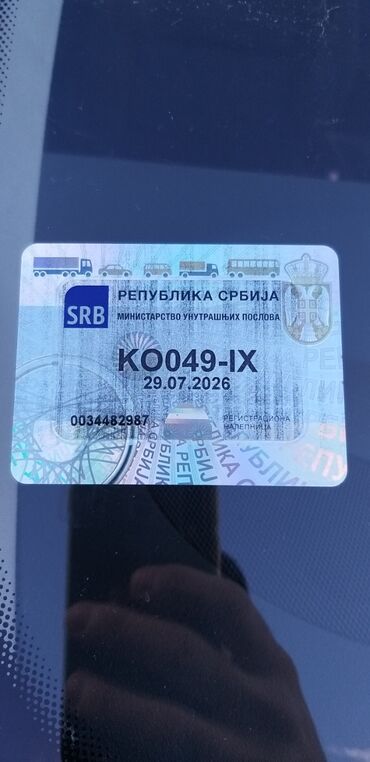 SRB
РЕПУБЛИКА СРБИЈА
МИНИСТАРСТВО УНУТРАШЊИХ ПОСЛОВА
KO049-IX
29.07.2026
0034482987
РЕГИСТРАЦИОНА
НАЛЕПНИЦА